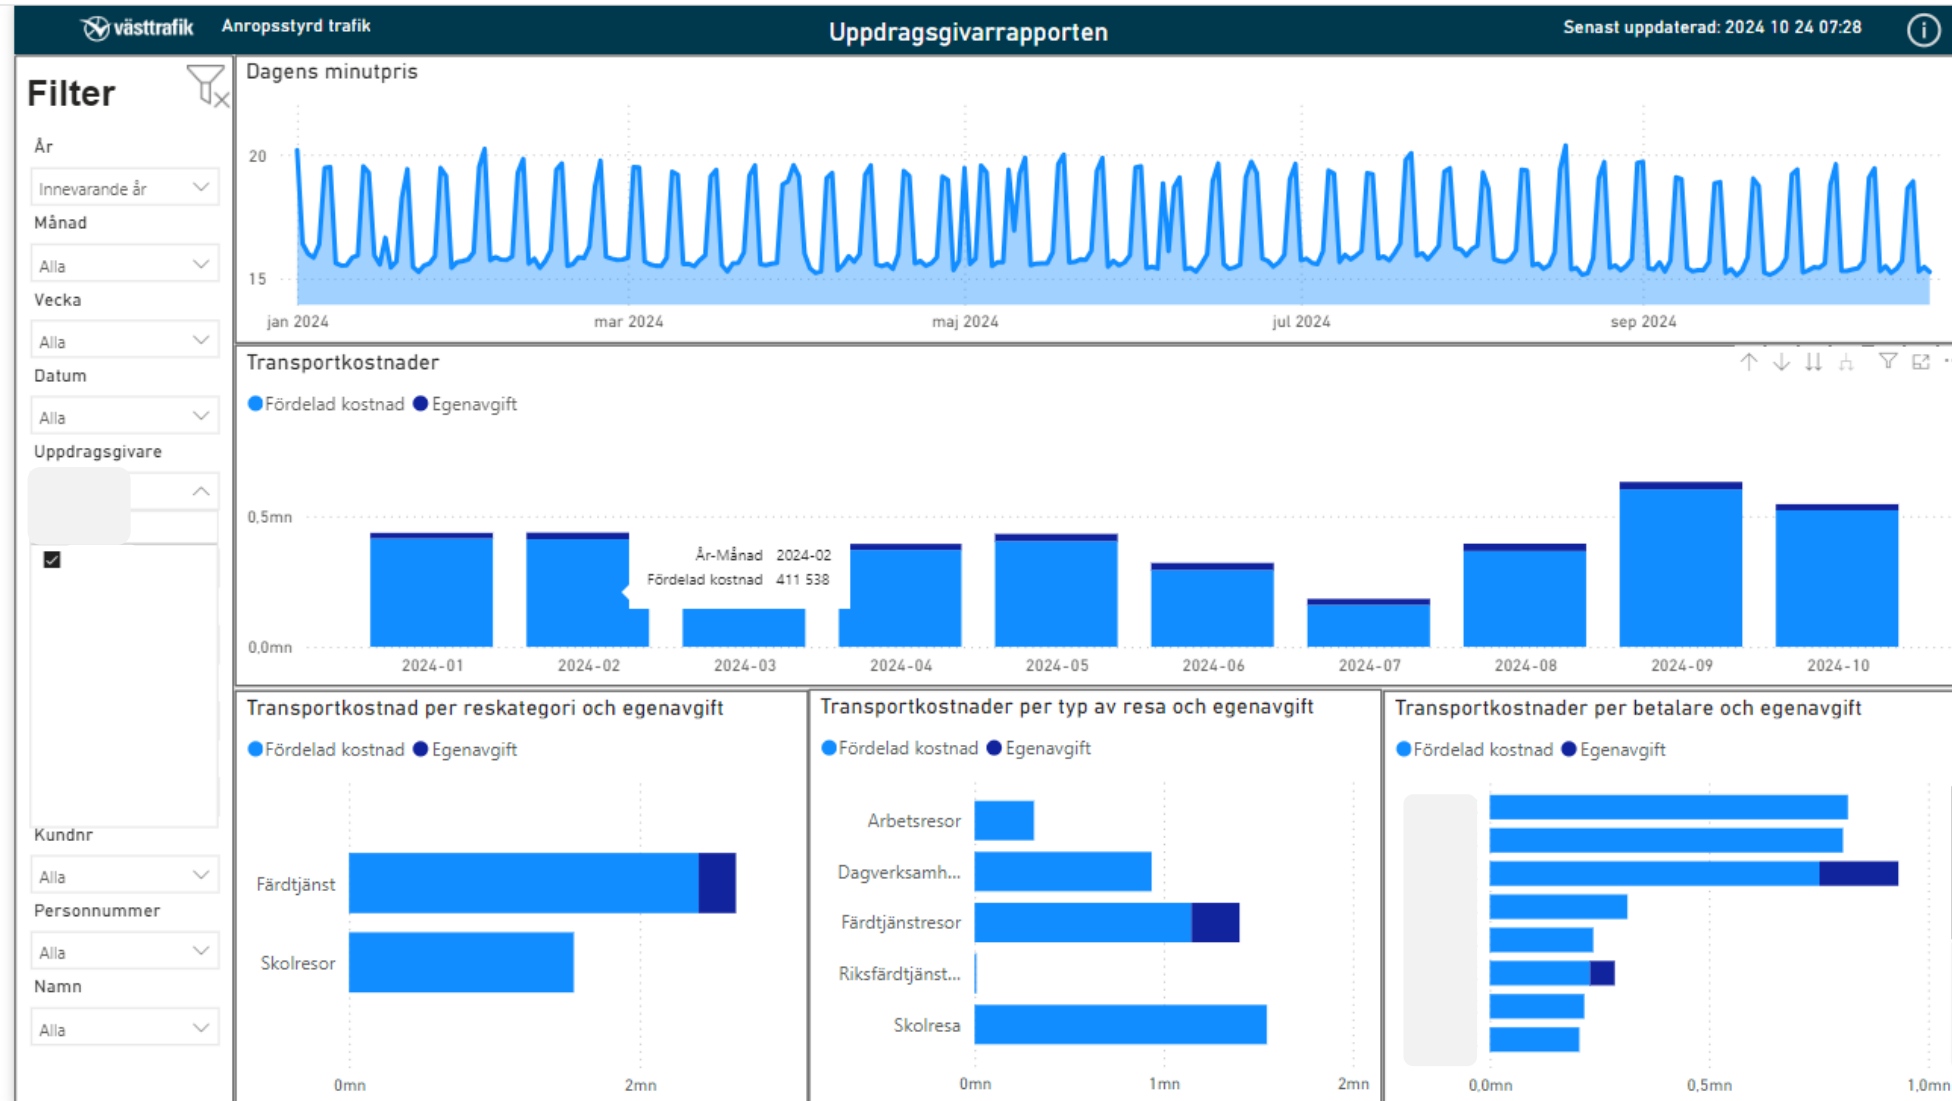 västtrafik
Anropsstyrd trafik
Uppdragsgivarrapporten
Senast uppdaterad: 2024 10 24 07:28
Filter
År
Innevarande år
Månad
Alla
Vecka
Alla
Datum
Alla
Uppdragsgivare
Kundnr
Alla
Personnummer
Alla
Namn
Alla
Dagens minutpris
20
15
jan 2024 mar 2024 maj 2024 jul 2024 sep 2024
Transportkostnader
Fördelad kostnad Egenavgift
0,5mn
0,0mn
År-Månad 2024-02
Fördelad kostnad 411 538
2024-01 2024-02 2024-03 2024-04 2024-05 2024-06 2024-07 2024-08 2024-09 2024-10
Transportkostnad per reskategori och egenavgift
Fördelad kostnad Egenavgift
Färdtjänst
Skolresor
0mn 2mn
Transportkostnader per typ av resa och egenavgift
Fördelad kostnad Egenavgift
Arbetsresor
Dagverksamh...
Färdtjänstresor
Riksfärdtjänst...
Skolresa
0mn 1mn 2mn
Transportkostnader per betalare och egenavgift
Fördelad kostnad Egenavgift
0,0mn 0,5mn 1,0mn